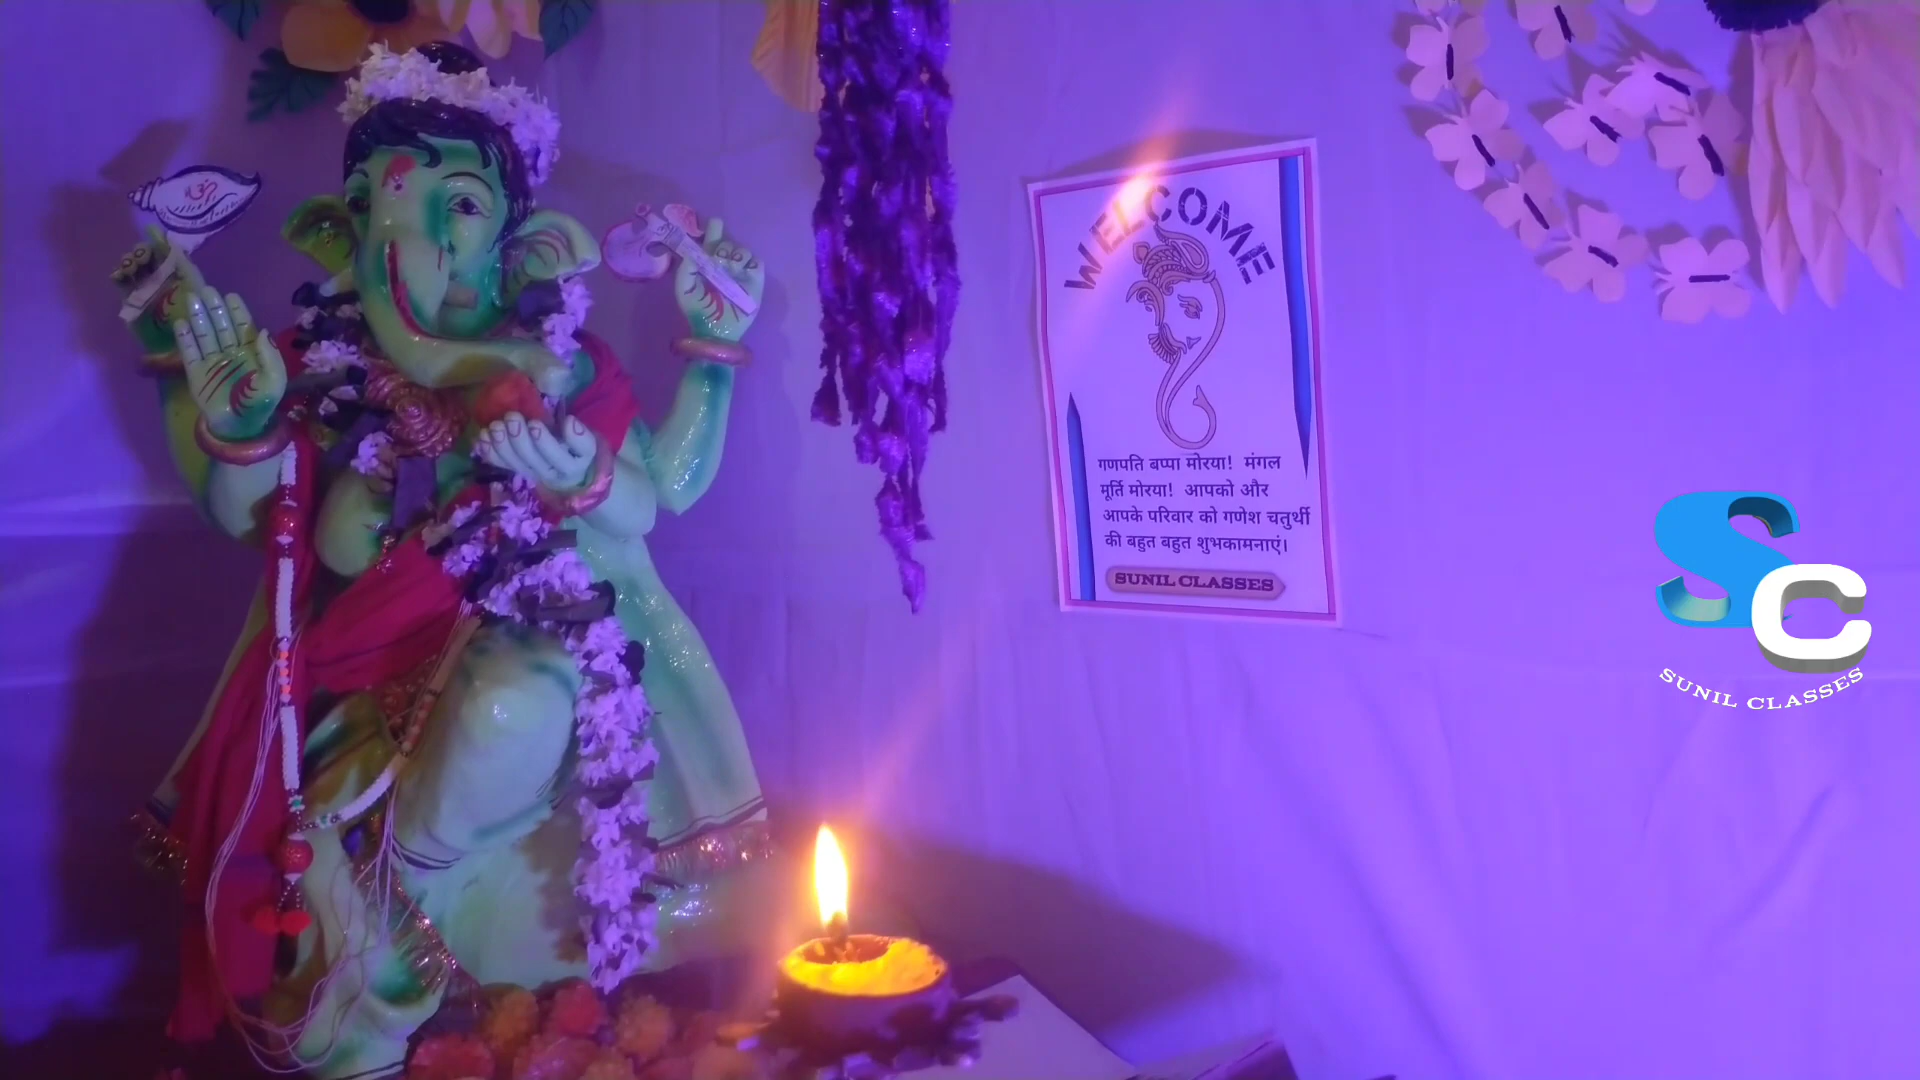 ॐ
WELCOME
गणपति बप्पा मोरया! मंगल
मूर्ति मोरया! आपको और
आपके परिवार को गणेश चतुर्थी
की बहुत बहुत शुभकामनाएं।
SUNIL CLASSES
SC
SUNIL CLASSES